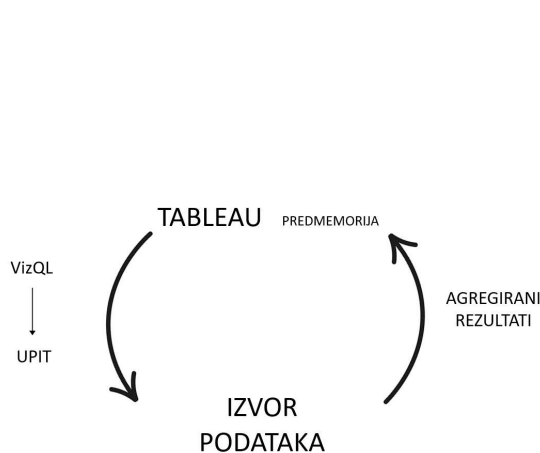 TABLEAU PREDMEMORIJA
VizQL
UPIT
AGREGIRANI
REZULTATI
IZVOR
PODATAKA